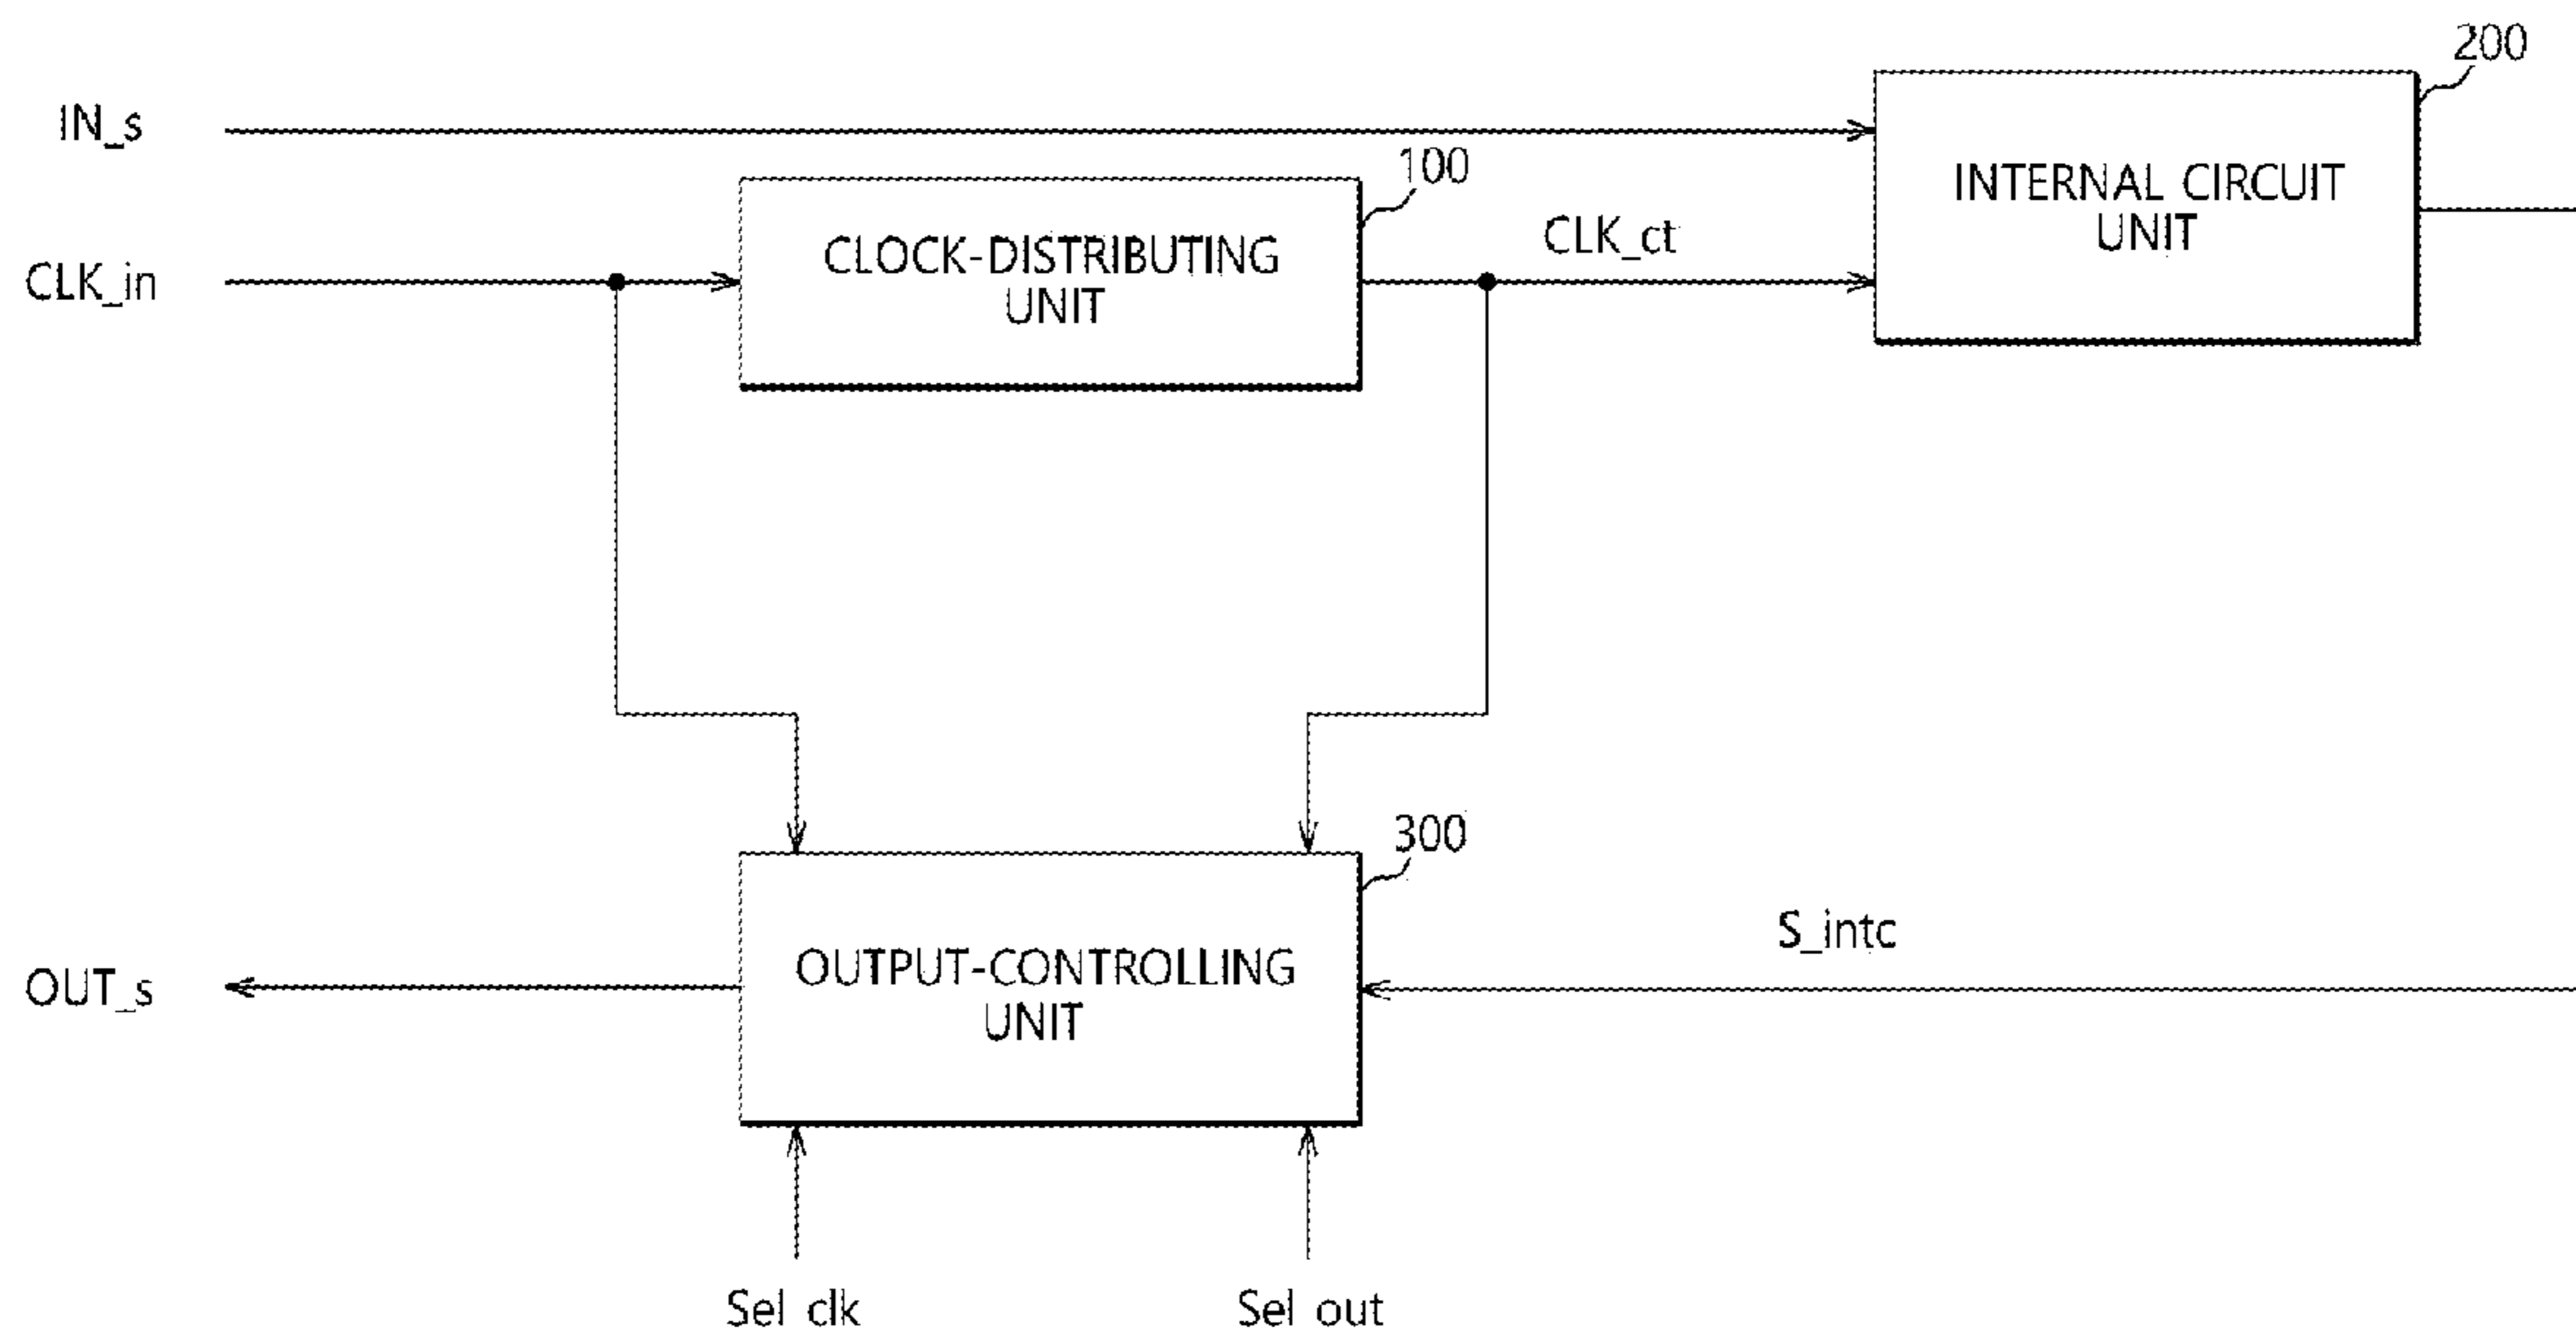 200
IN_s
100
INTERNAL CIRCUIT
UNIT
CLK_ct
CLOCK-DISTRIBUTING
UNIT
CLK_in
300
S_intc
OUTPUT-CONTROLLING
UNIT
OUT_s
Sel clk
Sel out